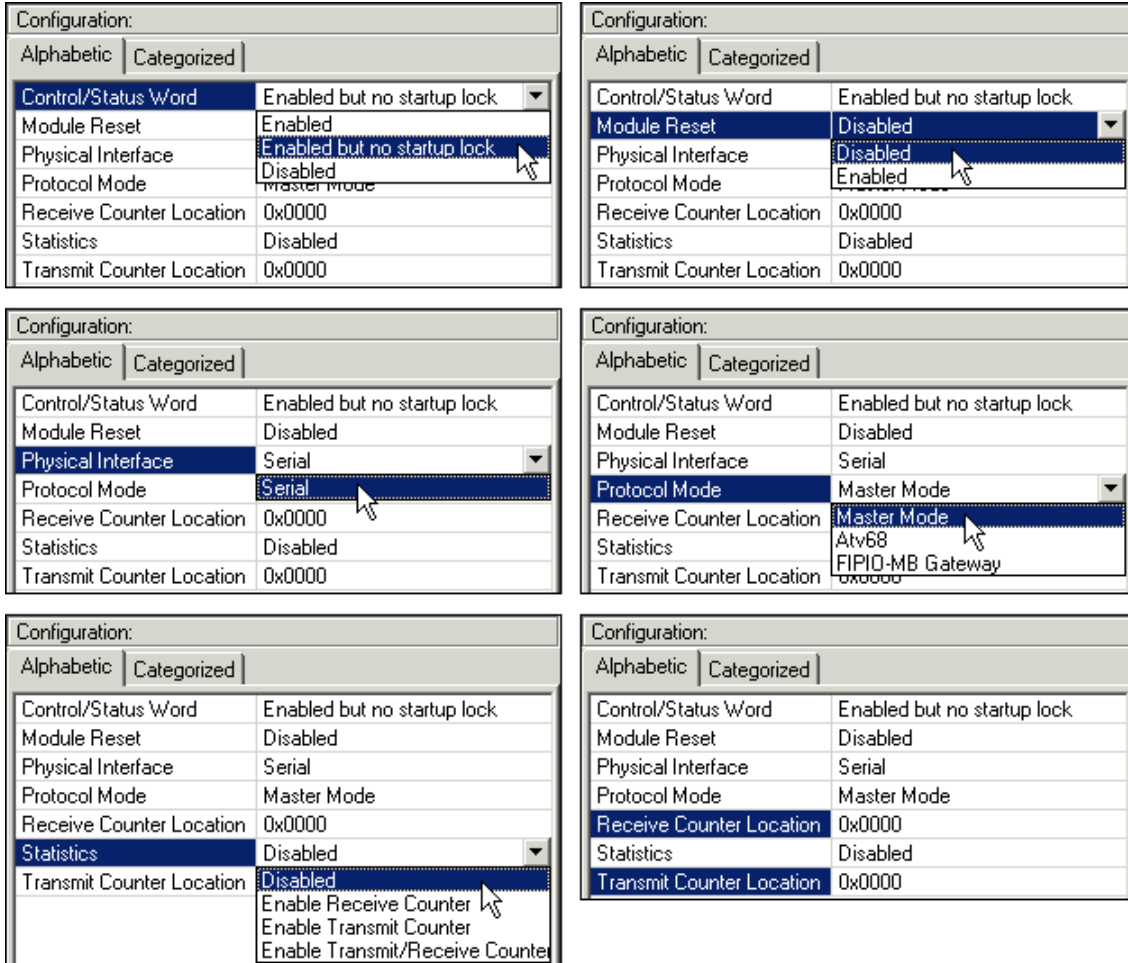 Configuration:
Alphabetic Categorized
Control/Status Word Enabled but no startup lock
Module Reset Enabled
Physical Interface Enabled but no startup lock
Disabled
Protocol Mode Master Mode
Receive Counter Location 0x0000
Statistics Disabled
Transmit Counter Location 0x0000
Configuration:
Alphabetic Categorized
Control/Status Word Enabled but no startup lock
Module Reset Disabled
Physical Interface Disabled
Protocol Mode Enabled
Receive Counter Location 0x0000
Statistics Disabled
Transmit Counter Location 0x0000
Configuration:
Alphabetic Categorized
Control/Status Word Enabled but no startup lock
Module Reset Disabled
Physical Interface Serial
Protocol Mode Serial
Receive Counter Location 0x0000
Statistics Disabled
Transmit Counter Location 0x0000
Configuration:
Alphabetic Categorized
Control/Status Word Enabled but no startup lock
Module Reset Disabled
Physical Interface Serial
Protocol Mode Master Mode
Receive Counter Location Master Mode
Statistics Atv68
FIPIO-MB Gateway
Transmit Counter Location 0x0000
Configuration:
Alphabetic Categorized
Control/Status Word Enabled but no startup lock
Module Reset Disabled
Physical Interface Serial
Protocol Mode Master Mode
Receive Counter Location 0x0000
Statistics Disabled
Transmit Counter Location Disabled
Enable Receive Counter
Enable Transmit Counter
Enable Transmit/Receive Counter
Configuration:
Alphabetic Categorized
Control/Status Word Enabled but no startup lock
Module Reset Disabled
Physical Interface Serial
Protocol Mode Master Mode
Receive Counter Location 0x0000
Statistics Disabled
Transmit Counter Location 0x0000